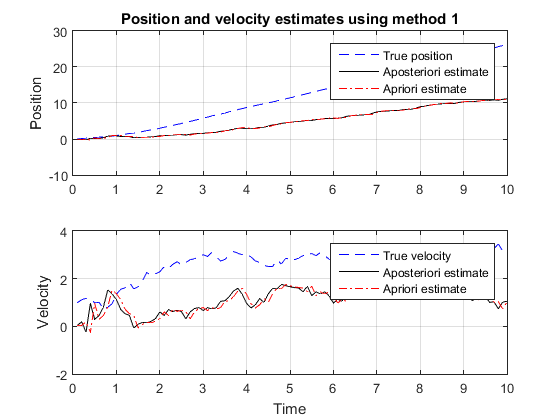 Position and velocity estimates using method 1
30
20
10
0
-10
Position
True position
Aposteriori estimate
Apriori estimate
0 1 2 3 4 5 6 7 8 9 10
4
2
0
-2
Velocity
True velocity
Aposteriori estimate
Apriori estimate
0 1 2 3 4 5 6 7 8 9 10
Time